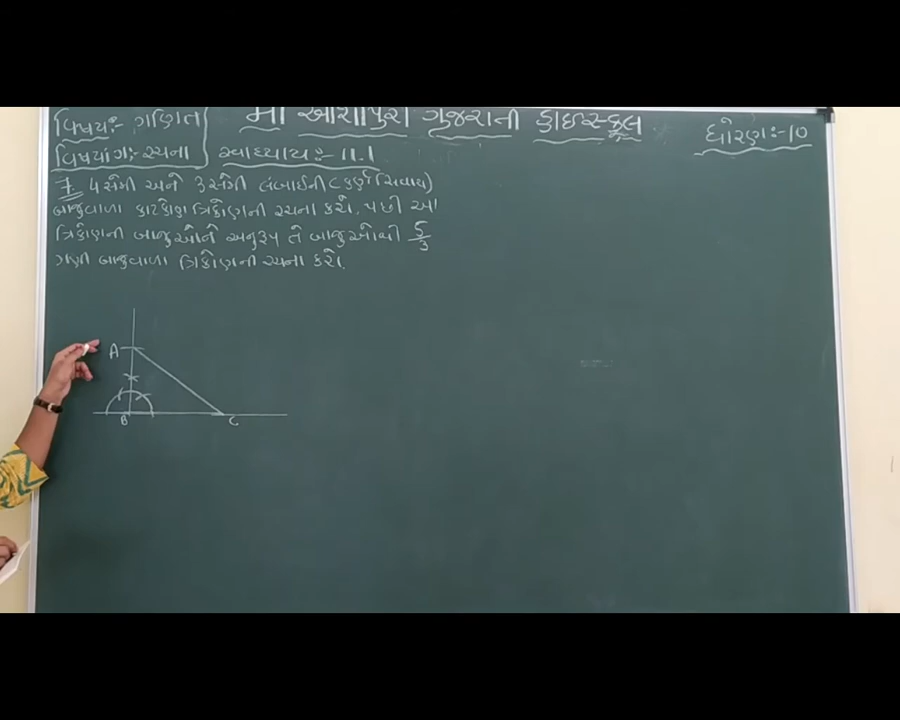 વિષય:- ગણિત
મા આશાપુરા ગુજરાતી હાઇસ્કૂલ
ધોરણ:-10
વિષયાંગ:- રચના
સ્વાધ્યાય:- 11.1
7. 4 સેમી અને 3 સેમી લંબાઈની (કર્ણ સિવાય)
બાજુવાળા કાટકોણ ત્રિકોણની રચના કરો. પછી આ
ત્રિકોણની બાજુઓને અનુરૂપ તે બાજુઓથી 5/3
ગણી બાજુવાળા ત્રિકોણની રચના કરો.
A
B
C